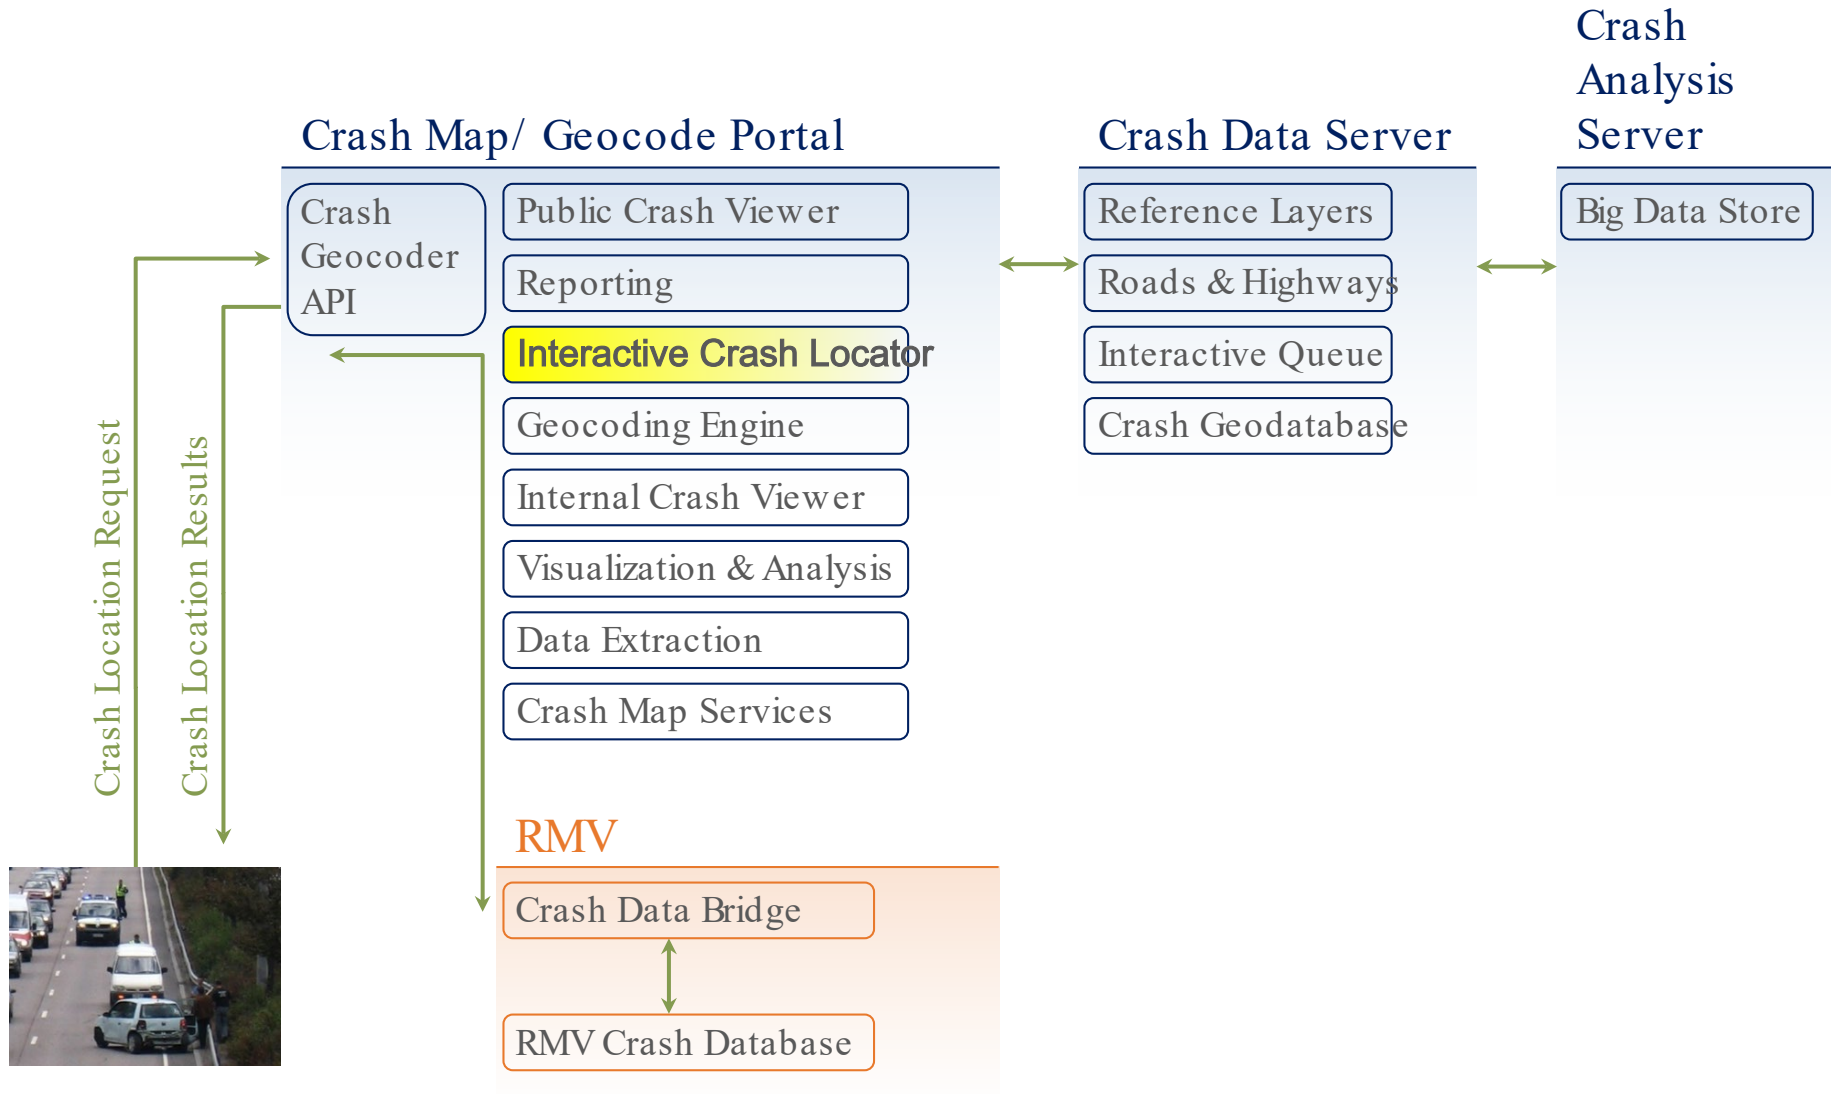 Crash
Analysis
Server
Crash Map/ Geocode Portal
Crash Data Server
Crash
Geocoder
API
Public Crash Viewer
Reporting
Interactive Crash Locator
Geocoding Engine
Internal Crash Viewer
Visualization & Analysis
Data Extraction
Crash Map Services
Reference Layers
Roads & Highways
Interactive Queue
Crash Geodatabase
Big Data Store
Crash Location Request
Crash Location Results
RMV
Crash Data Bridge
RMV Crash Database